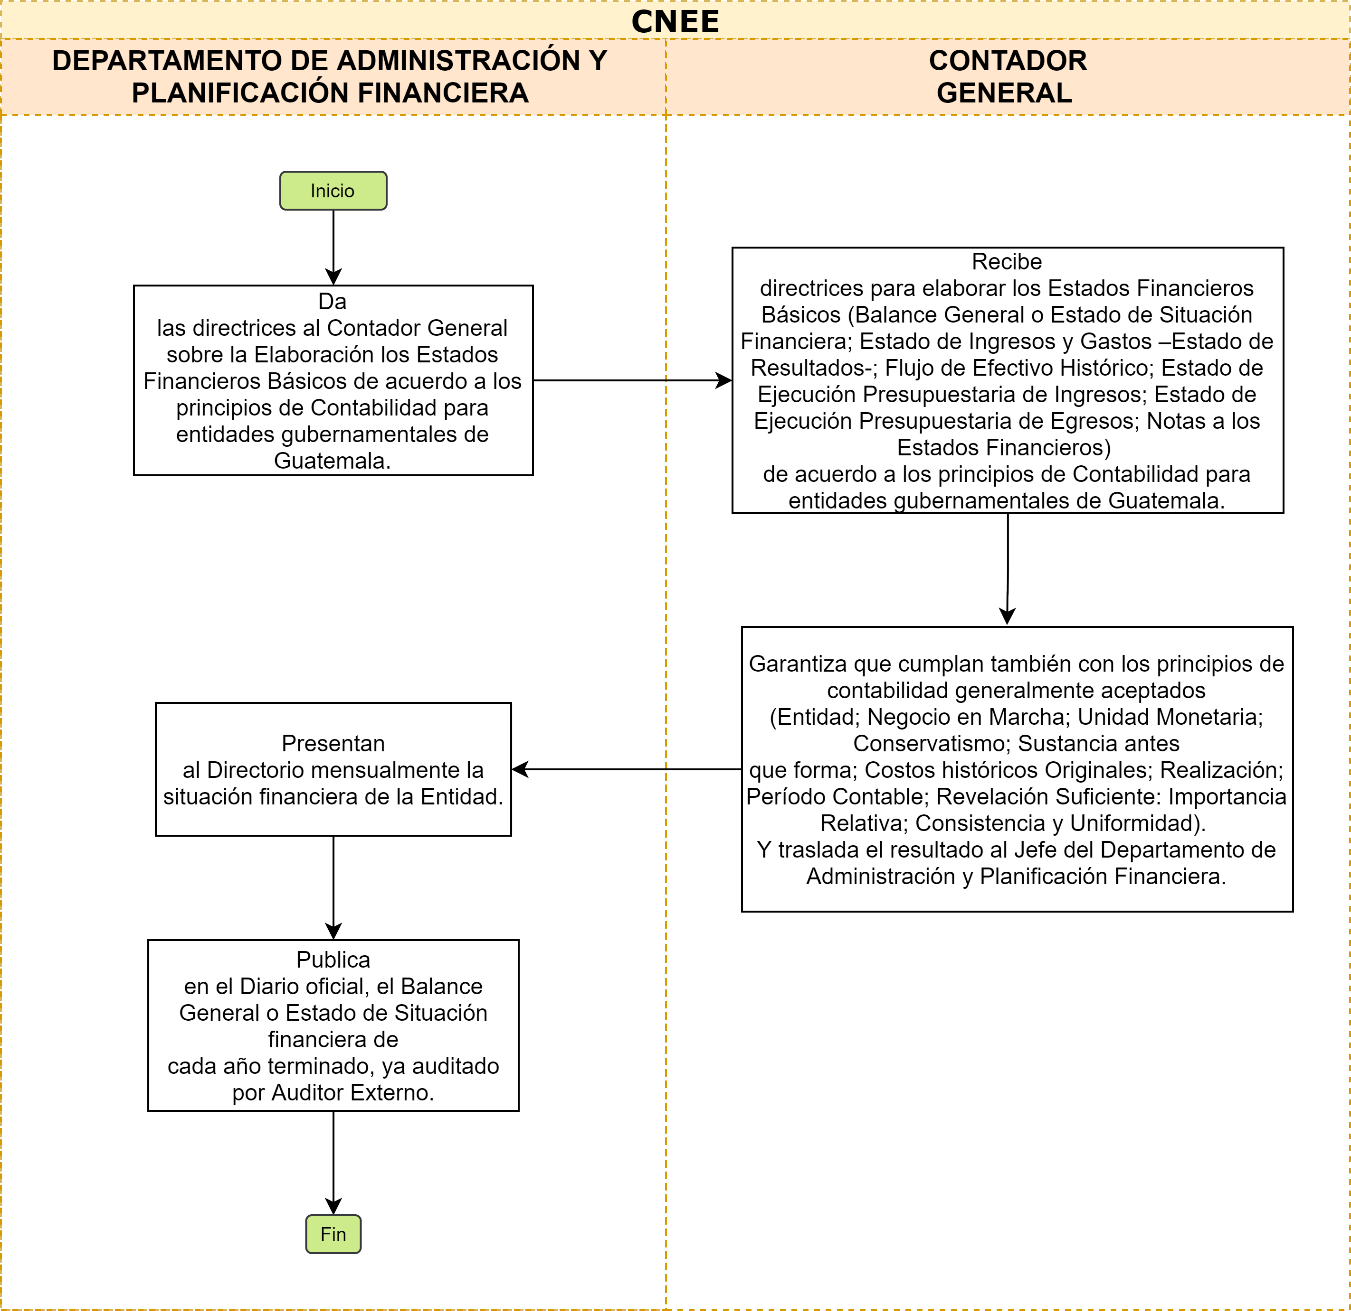 CNEE
DEPARTAMENTO DE ADMINISTRACIÓN Y
PLANIFICACIÓN FINANCIERA
CONTADOR
GENERAL
Inicio
Da
las directrices al Contador General
sobre la Elaboración los Estados
Financieros Básicos de acuerdo a los
principios de Contabilidad para
entidades gubernamentales de
Guatemala.
Recibe
directrices para elaborar los Estados Financieros
Básicos (Balance General o Estado de Situación
Financiera; Estado de Ingresos y Gastos –Estado de
Resultados-; Flujo de Efectivo Histórico; Estado de
Ejecución Presupuestaria de Ingresos; Estado de
Ejecución Presupuestaria de Egresos; Notas a los
Estados Financieros)
de acuerdo a los principios de Contabilidad para
entidades gubernamentales de Guatemala.
Garantiza que cumplan también con los principios de
contabilidad generalmente aceptados
(Entidad; Negocio en Marcha; Unidad Monetaria;
Conservatismo; Sustancia antes
que forma; Costos históricos Originales; Realización;
Período Contable; Revelación Suficiente: Importancia
Relativa; Consistencia y Uniformidad).
Y traslada el resultado al Jefe del Departamento de
Administración y Planificación Financiera.
Presentan
al Directorio mensualmente la
situación financiera de la Entidad.
Publica
en el Diario oficial, el Balance
General o Estado de Situación
financiera de
cada año terminado, ya auditado
por Auditor Externo.
Fin